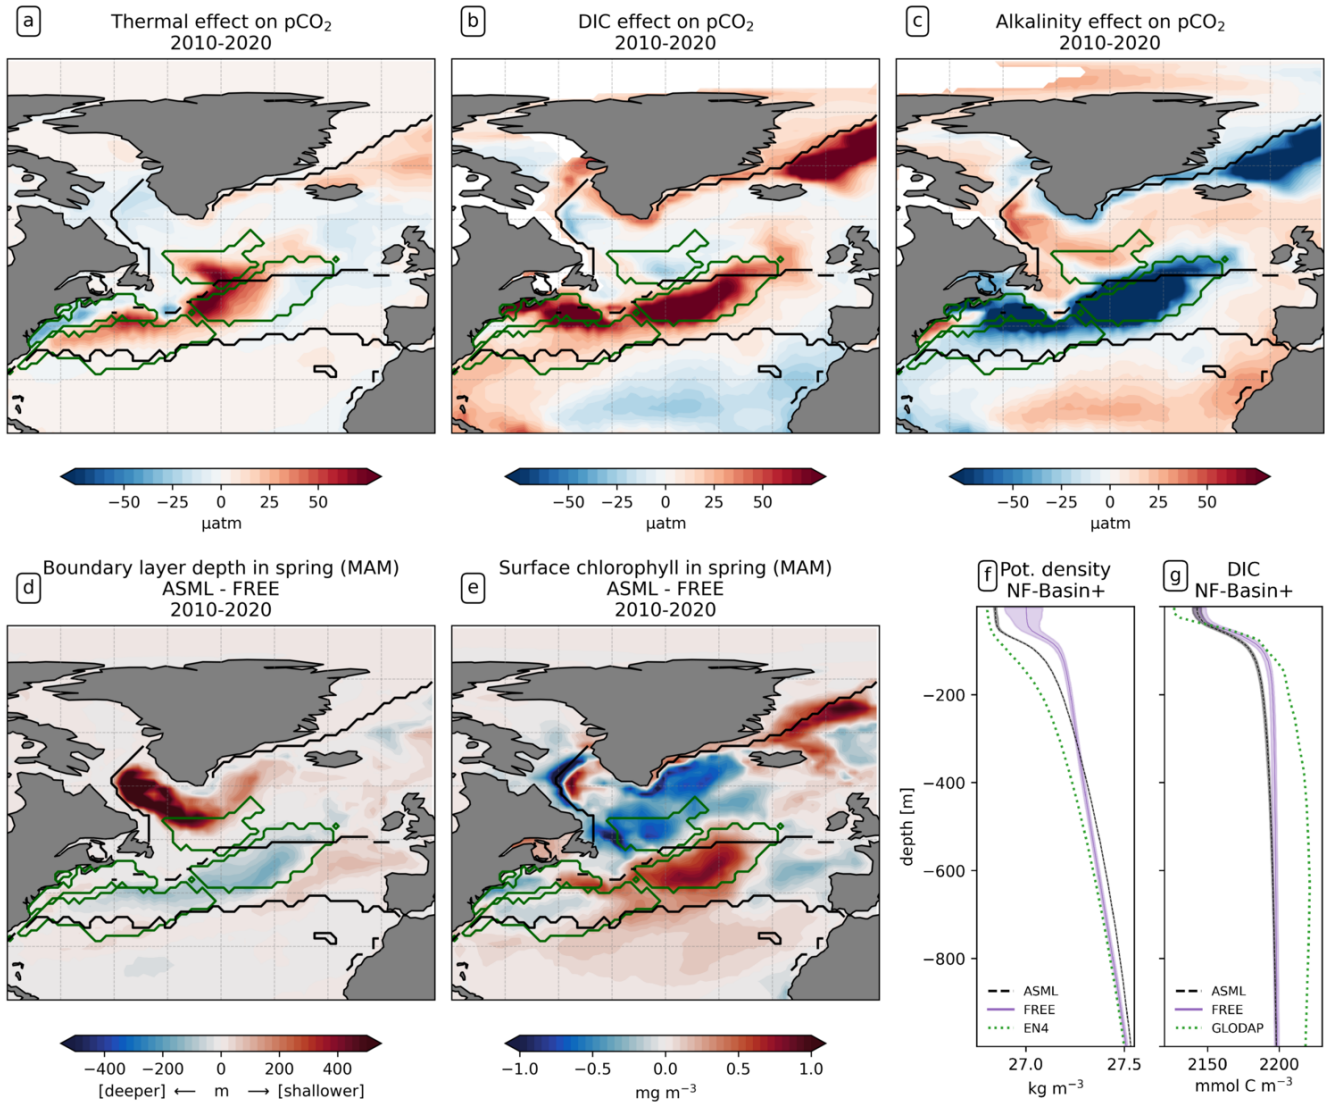 a
Thermal effect on pCO₂
2010-2020
b
DIC effect on pCO₂
2010-2020
c
Alkalinity effect on pCO₂
2010-2020
−50 −25 0 25 50
μatm
−50 −25 0 25 50
μatm
−50 −25 0 25 50
μatm
d
Boundary layer depth in spring (MAM)
ASML - FREE
2010-2020
e
Surface chlorophyll in spring (MAM)
ASML - FREE
2010-2020
f
Pot. density
NF-Basin+
g
DIC
NF-Basin+
−200
−400
−600
−800
depth [m]
ASML
FREE
EN4
ASML
FREE
GLODAP
27.0 27.5
kg m⁻³
2150 2200
mmol C m⁻³
−400 −200 0 200 400
[deeper] ⟵ m ⟶ [shallower]
−1.0 −0.5 0.0 0.5 1.0
mg m⁻³